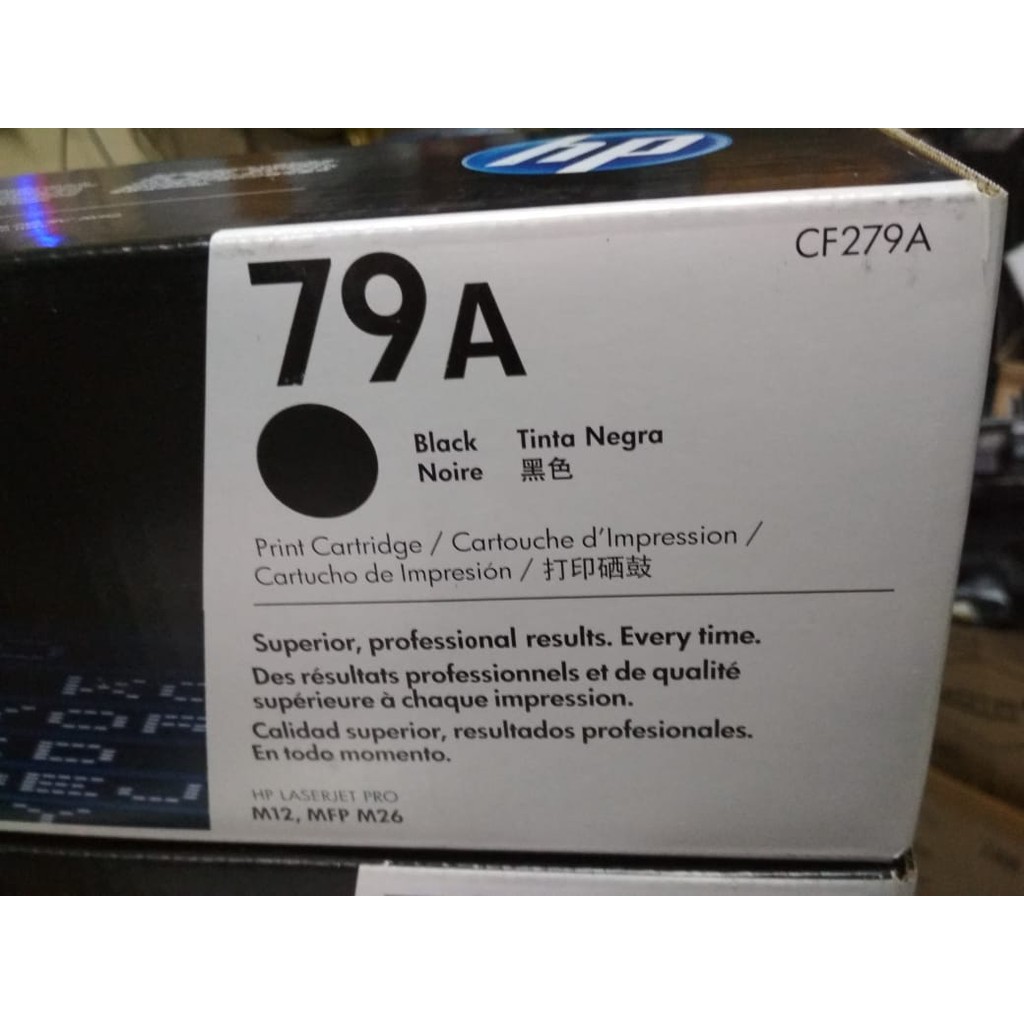 hp
CF279A
79A
Black Tinta Negra
Noire 黑色
Print Cartridge / Cartouche d'Impression /
Cartucho de Impresión / 打印硒鼓
Superior, professional results. Every time.
Des résultats professionnels et de qualité
supérieure à chaque impression.
Calidad superior, resultados profesionales.
En todo momento.
HP LASERJET PRO
M12, MFP M26